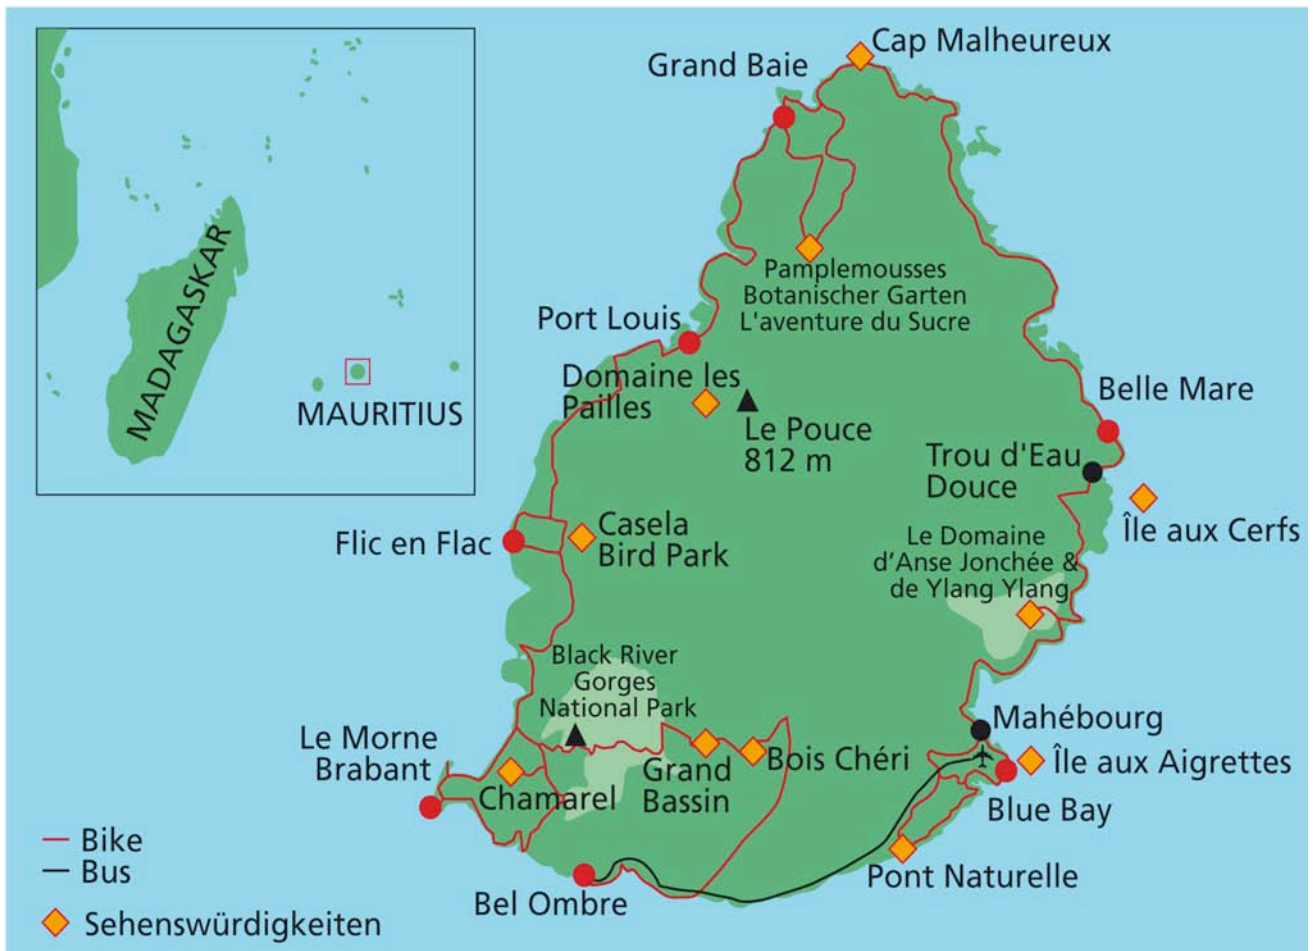 Cap Malheureux
Grand Baie
MADAGASKAR
MAURITIUS
Pamplemousses
Botanischer Garten
L'aventure du Sucre
Port Louis
Domaine les
Pailles
Le Pouce
812 m
Belle Mare
Trou d'Eau
Douce
Île aux Cerfs
Flic en Flac
Casela
Bird Park
Le Domaine
d’Anse Jonchée &
de Ylang Ylang
Black River
Gorges
National Park
Mahébourg
Le Morne
Brabant
Chamarel
Grand
Bassin
Bois Chéri
Île aux Aigrettes
Blue Bay
Pont Naturelle
Bel Ombre
Bike
Bus
Sehenswürdigkeiten